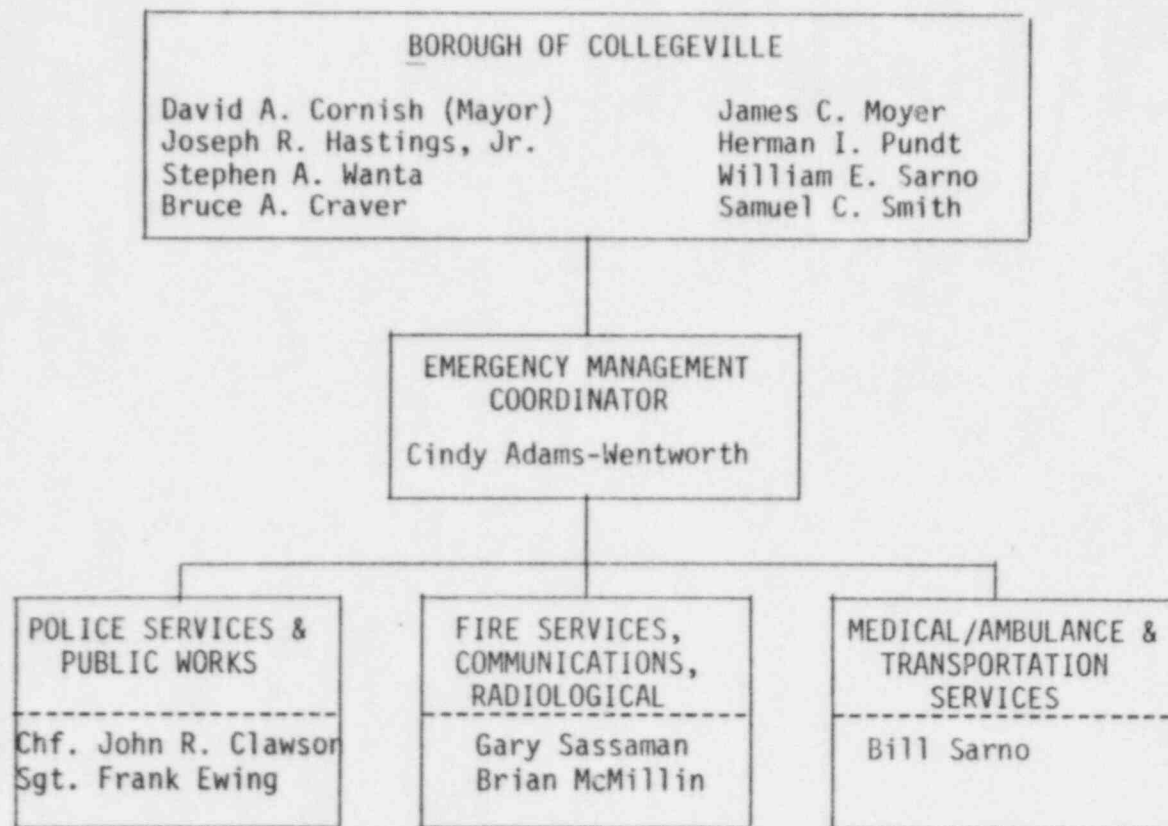 BOROUGH OF COLLEGEVILLE
David A. Cornish (Mayor)
Joseph R. Hastings, Jr.
Stephen A. Wanta
Bruce A. Craver
James C. Moyer
Herman I. Pundt
William E. Sarno
Samuel C. Smith
EMERGENCY MANAGEMENT
COORDINATOR
Cindy Adams-Wentworth
POLICE SERVICES &
PUBLIC WORKS
Chf. John R. Clawson
Sgt. Frank Ewing
FIRE SERVICES,
COMMUNICATIONS,
RADIOLOGICAL
Gary Sassaman
Brian McMillin
MEDICAL/AMBULANCE &
TRANSPORTATION
SERVICES
Bill Sarno